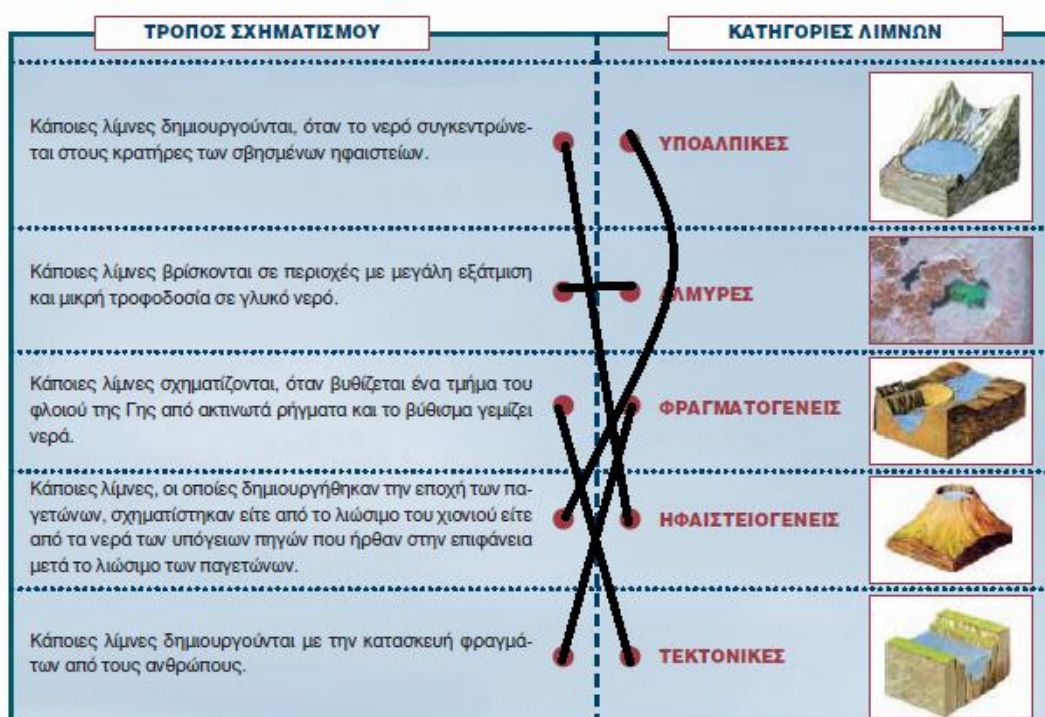 ΤΡΟΠΟΣ ΣΧΗΜΑΤΙΣΜΟΥ
ΚΑΤΗΓΟΡΙΕΣ ΛΙΜΝΩΝ
Κάποιες λίμνες δημιουργούνται, όταν το νερό συγκεντρώνε-
ται στους κρατήρες των σβησμένων ηφαιστείων.
ΥΠΟΑΛΠΙΚΕΣ
Κάποιες λίμνες βρίσκονται σε περιοχές με μεγάλη εξάτμιση
και μικρή τροφοδοσία σε γλυκό νερό.
ΑΛΜΥΡΕΣ
Κάποιες λίμνες σχηματίζονται, όταν βυθίζεται ένα τμήμα του
φλοιού της Γης από ακτινωτά ρήγματα και το βύθισμα γεμίζει
νερά.
ΦΡΑΓΜΑΤΟΓΕΝΕΙΣ
Κάποιες λίμνες, οι οποίες δημιουργήθηκαν την εποχή των πα-
γετώνων, σχηματίστηκαν είτε από το λιώσιμο του χιονιού είτε
από τα νερά των υπόγειων πηγών που ήρθαν στην επιφάνεια
μετά το λιώσιμο των παγετώνων.
ΗΦΑΙΣΤΕΙΟΓΕΝΕΙΣ
Κάποιες λίμνες δημιουργούνται με την κατασκευή φραγμά-
των από τους ανθρώπους.
ΤΕΚΤΟΝΙΚΕΣ